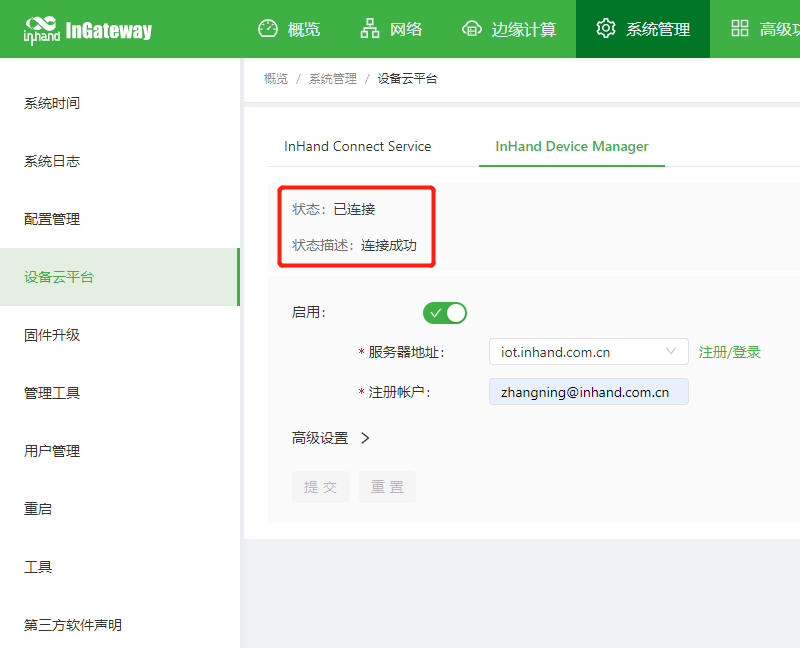 inhand InGateway
概览
网络
边缘计算
系统管理
高级功
概览 / 系统管理 / 设备云平台
系统时间
系统日志
配置管理
设备云平台
固件升级
管理工具
用户管理
重启
工具
第三方软件声明
InHand Connect Service
InHand Device Manager
状态: 已连接
状态描述: 连接成功
启用:
* 服务器地址: iot.inhand.com.cn 注册/登录
* 注册帐户: zhangning@inhand.com.cn
高级设置
提 交
重 置